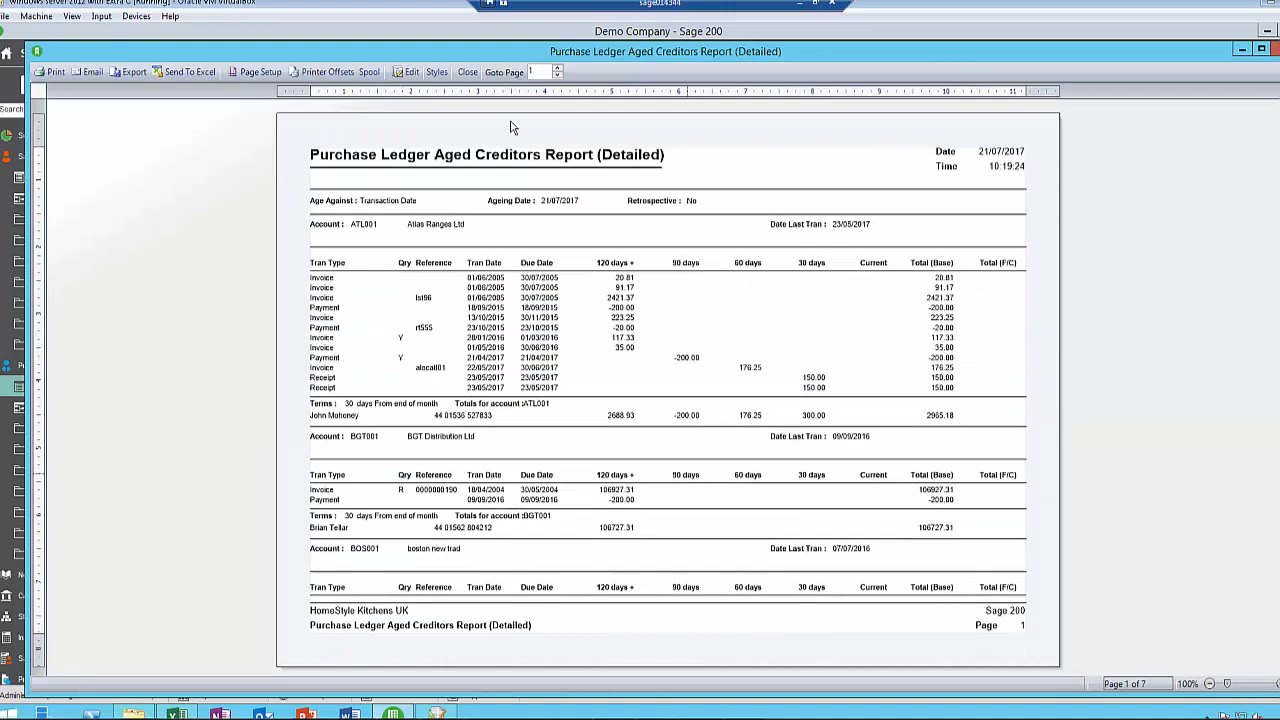 Windows Server 2012 with Extra C [Running] - Oracle VM VirtualBox
sage014344
Machine View Input Devices Help
Demo Company - Sage 200
Purchase Ledger Aged Creditors Report (Detailed)
Print Email Export Send To Excel Page Setup Printer Offsets Spool Edit Styles Close Goto Page 1
1 2 3 4 5 6 7 8 9 10 11
Search
Purchase Ledger Aged Creditors Report (Detailed) Date 21/07/2017
Time 10:19:24
Age Against : Transaction Date Ageing Date : 21/07/2017 Retrospective : No
Account : ATL001 Atlas Ranges Ltd Date Last Tran : 23/05/2017
Tran Type Qry Reference Tran Date Due Date 120 days + 90 days 60 days 30 days Current Total (Base) Total (F/C)
Invoice 01/06/2005 30/07/2005 20.81 20.81
Invoice 01/06/2005 30/07/2005 91.17 91.17
Invoice lst96 01/06/2005 30/07/2005 2421.37 2421.37
Payment 18/09/2015 18/09/2015 -200.00 -200.00
Invoice 13/10/2015 30/11/2015 223.25 223.25
Payment rt555 23/10/2015 23/10/2015 -20.00 -20.00
Invoice Y 28/01/2016 01/03/2016 117.33 117.33
Invoice 01/05/2016 30/06/2016 35.00 35.00
Payment Y 21/04/2017 21/04/2017 -200.00 -200.00
Invoice alocatl01 22/05/2017 30/06/2017 176.25 176.25
Receipt 23/05/2017 23/05/2017 150.00 150.00
Receipt 23/05/2017 23/05/2017 150.00 150.00
Terms : 30 days From end of month Totals for account :ATL001
John Mahoney 44 01536 527833 2688.93 -200.00 176.25 300.00 2965.18
Account : BGT001 BGT Distribution Ltd Date Last Tran : 09/09/2016
Tran Type Qry Reference Tran Date Due Date 120 days + 90 days 60 days 30 days Current Total (Base) Total (F/C)
Invoice R 0000000190 18/04/2004 30/05/2004 106927.31 106927.31
Payment 09/09/2016 09/09/2016 -200.00 -200.00
Terms : 30 days From end of month Totals for account :BGT001
Brian Tellar 44 01562 804212 106727.31 106727.31
Account : BOS001 boston new trad Date Last Tran : 07/07/2016
Tran Type Qry Reference Tran Date Due Date 120 days + 90 days 60 days 30 days Current Total (Base) Total (F/C)
HomeStyle Kitchens UK Sage 200
Purchase Ledger Aged Creditors Report (Detailed) Page 1
Page 1 of 7 100%